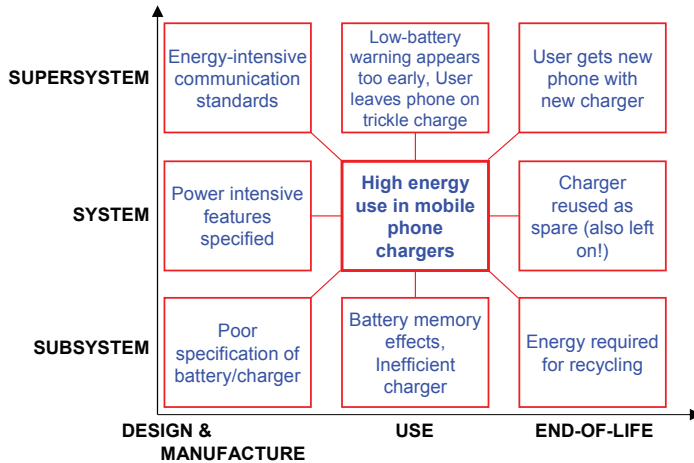 SUPERSYSTEM
Energy-intensive
communication
standards
Low-battery
warning appears
too early, User
leaves phone on
trickle charge
User gets new
phone with
new charger
SYSTEM
Power intensive
features
specified
High energy
use in mobile
phone
chargers
Charger
reused as
spare (also left
on!)
SUBSYSTEM
Poor
specification of
battery/charger
Battery memory
effects,
Inefficient
charger
Energy required
for recycling
DESIGN &
MANUFACTURE
USE
END-OF-LIFE